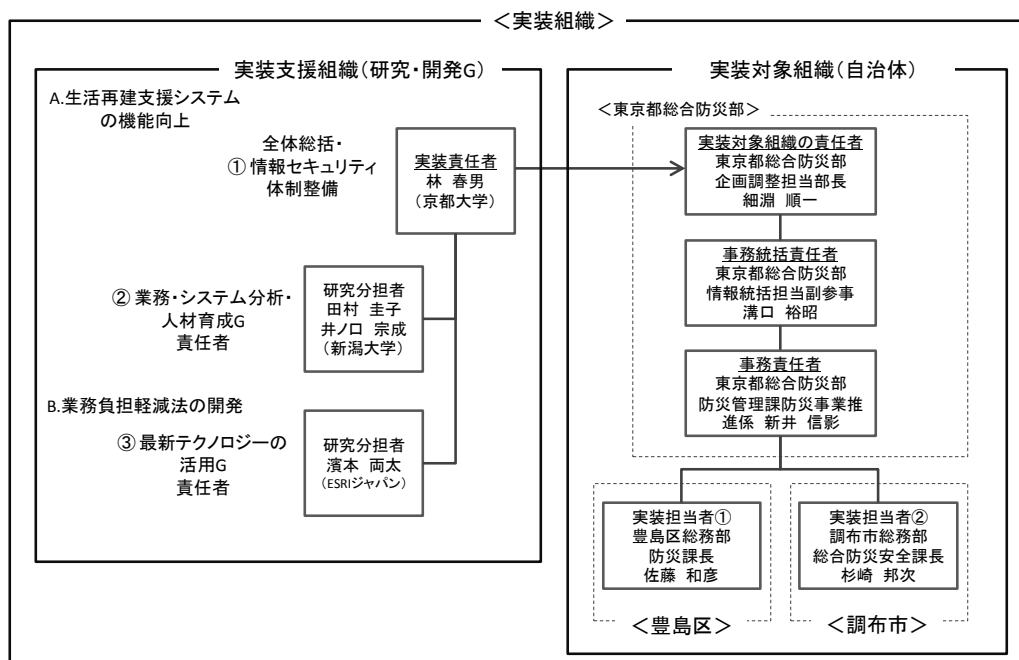 ＜実装組織＞
実装支援組織（研究・開発G）
A.生活再建支援システム
の機能向上
全体総括・
① 情報セキュリティ
体制整備
実装責任者
林 春男
（京都大学）
② 業務・システム分析・
人材育成G
責任者
研究分担者
田村 圭子
井ノ口 宗成
（新潟大学）
B.業務負担軽減法の開発
③ 最新テクノロジーの
活用G
責任者
研究分担者
濱本 両太
（ESRIジャパン）
実装対象組織（自治体）
＜東京都総合防災部＞
実装対象組織の責任者
東京都総合防災部
企画調整担当部長
細淵 順一
事務統括責任者
東京都総合防災部
情報統括担当副参事
溝口 裕昭
事務責任者
東京都総合防災部
防災管理課防災事業推
進係 新井 信影
実装担当者①
豊島区総務部
防災課長
佐藤 和彦
＜豊島区＞
実装担当者②
調布市総務部
総合防災安全課長
杉崎 邦次
＜調布市＞